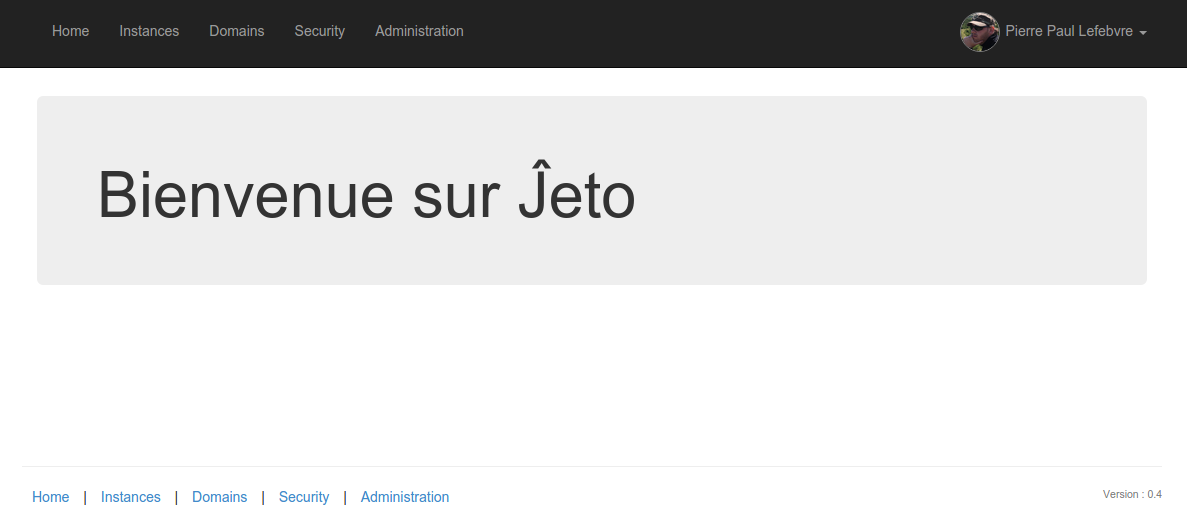 Home Instances Domains Security Administration Pierre Paul Lefebvre
Bienvenue sur Ĵeto
Home | Instances | Domains | Security | Administration Version : 0.4